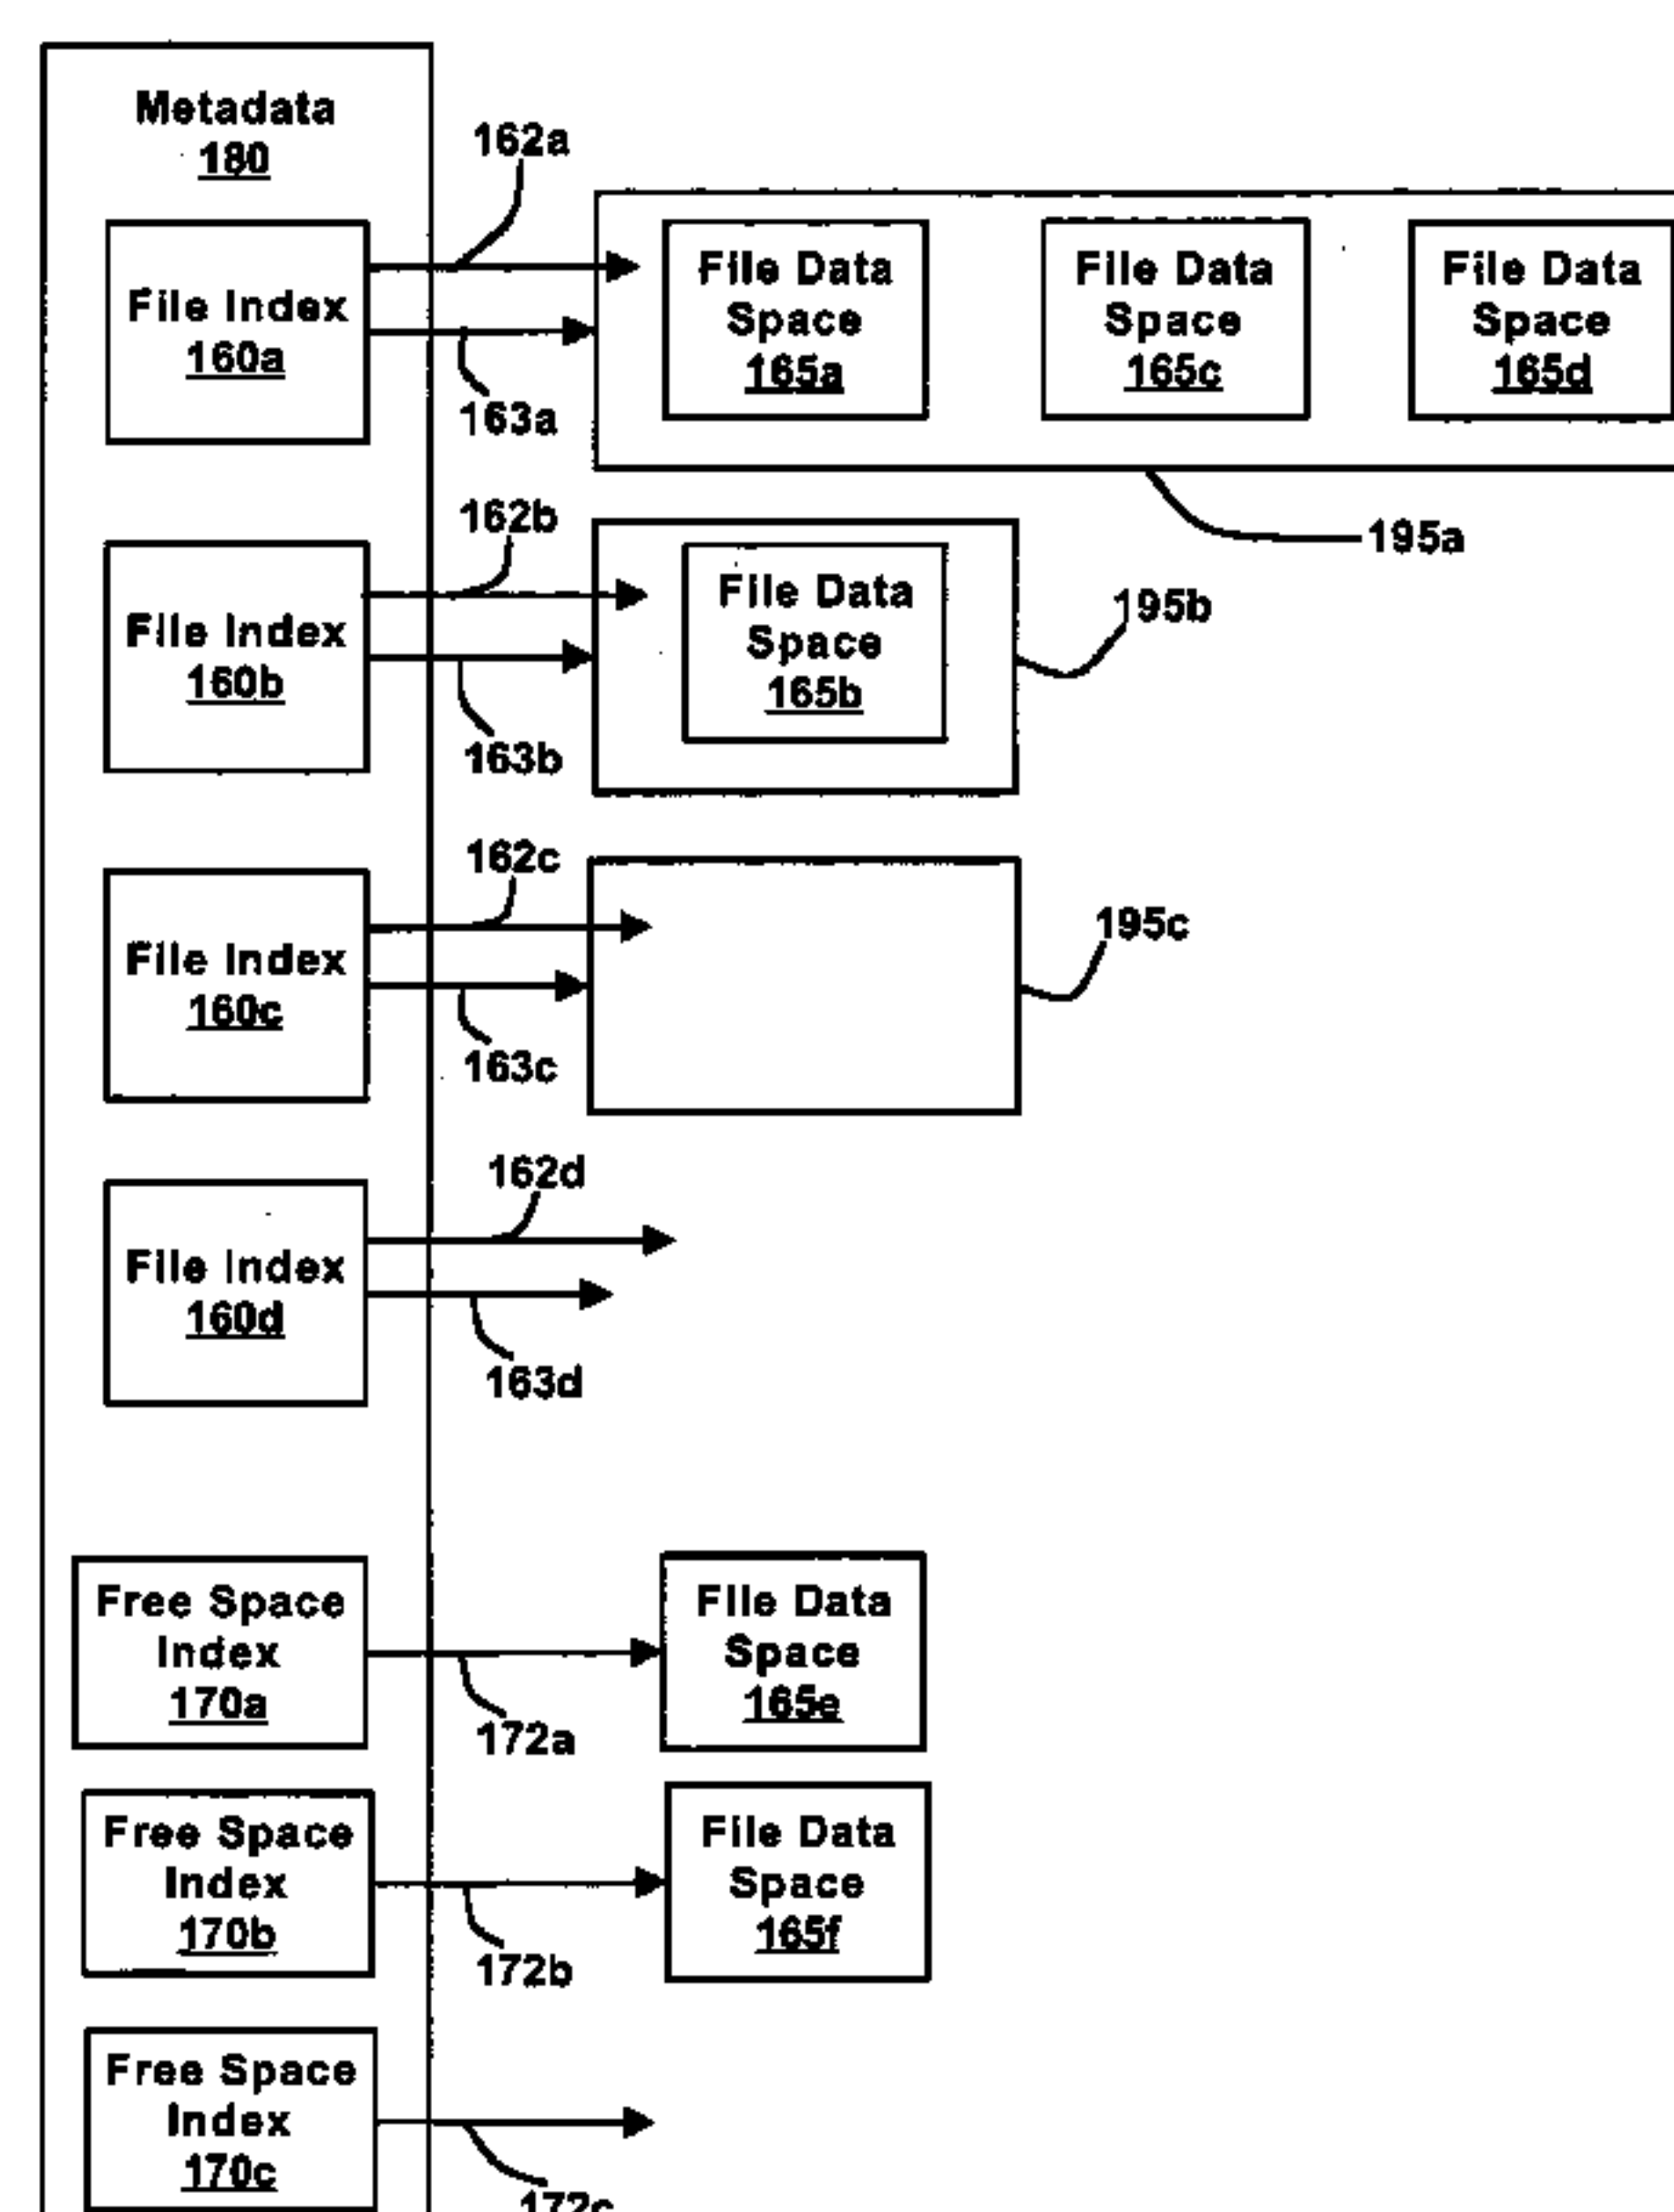 Metadata
180
162a
File Index
160a
163a
File Data
Space
165a
File Data
Space
165c
File Data
Space
165d
195a
162b
File Index
160b
163b
File Data
Space
165b
195b
162c
File Index
160c
163c
195c
162d
File Index
160d
163d
Free Space
Index
170a
172a
File Data
Space
165e
Free Space
Index
170b
172b
File Data
Space
165f
Free Space
Index
170c
172c